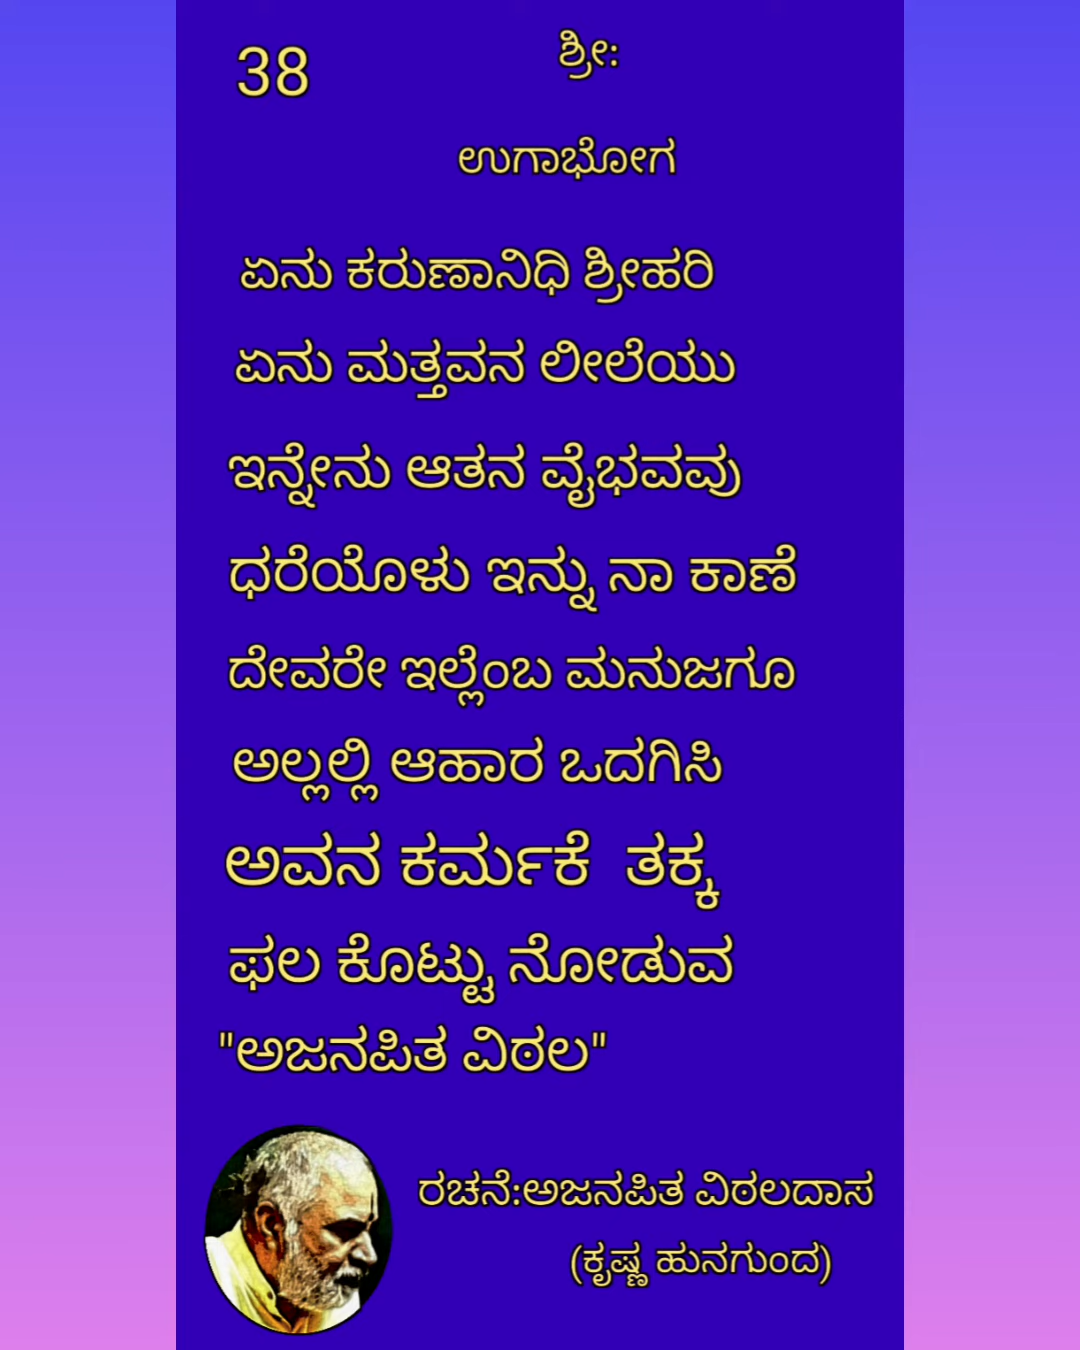 38
ಶ್ರೀ:
ಉಗಾಭೋಗ
ಏನು ಕರುಣಾನಿಧಿ ಶ್ರೀಹರಿ
ಏನು ಮತ್ತವನ ಲೀಲೆಯು
ಇನ್ನೇನು ಆತನ ವೈಭವವು
ಧರೆಯೊಳು ಇನ್ನು ನಾ ಕಾಣೆ
ದೇವರೇ ಇಲ್ಲೆಂಬ ಮನುಜಗೂ
ಅಲ್ಲಲ್ಲಿ ಆಹಾರ ಒದಗಿಸಿ
ಅವನ ಕರ್ಮಕೆ ತಕ್ಕ
ಫಲ ಕೊಟ್ಟು ನೋಡುವ
"ಅಜನಪಿತ ವಿಠಲ"
ರಚನೆ:ಅಜನಪಿತ ವಿಠಲದಾಸ
(ಕೃಷ್ಣ ಹುನಗುಂದ)